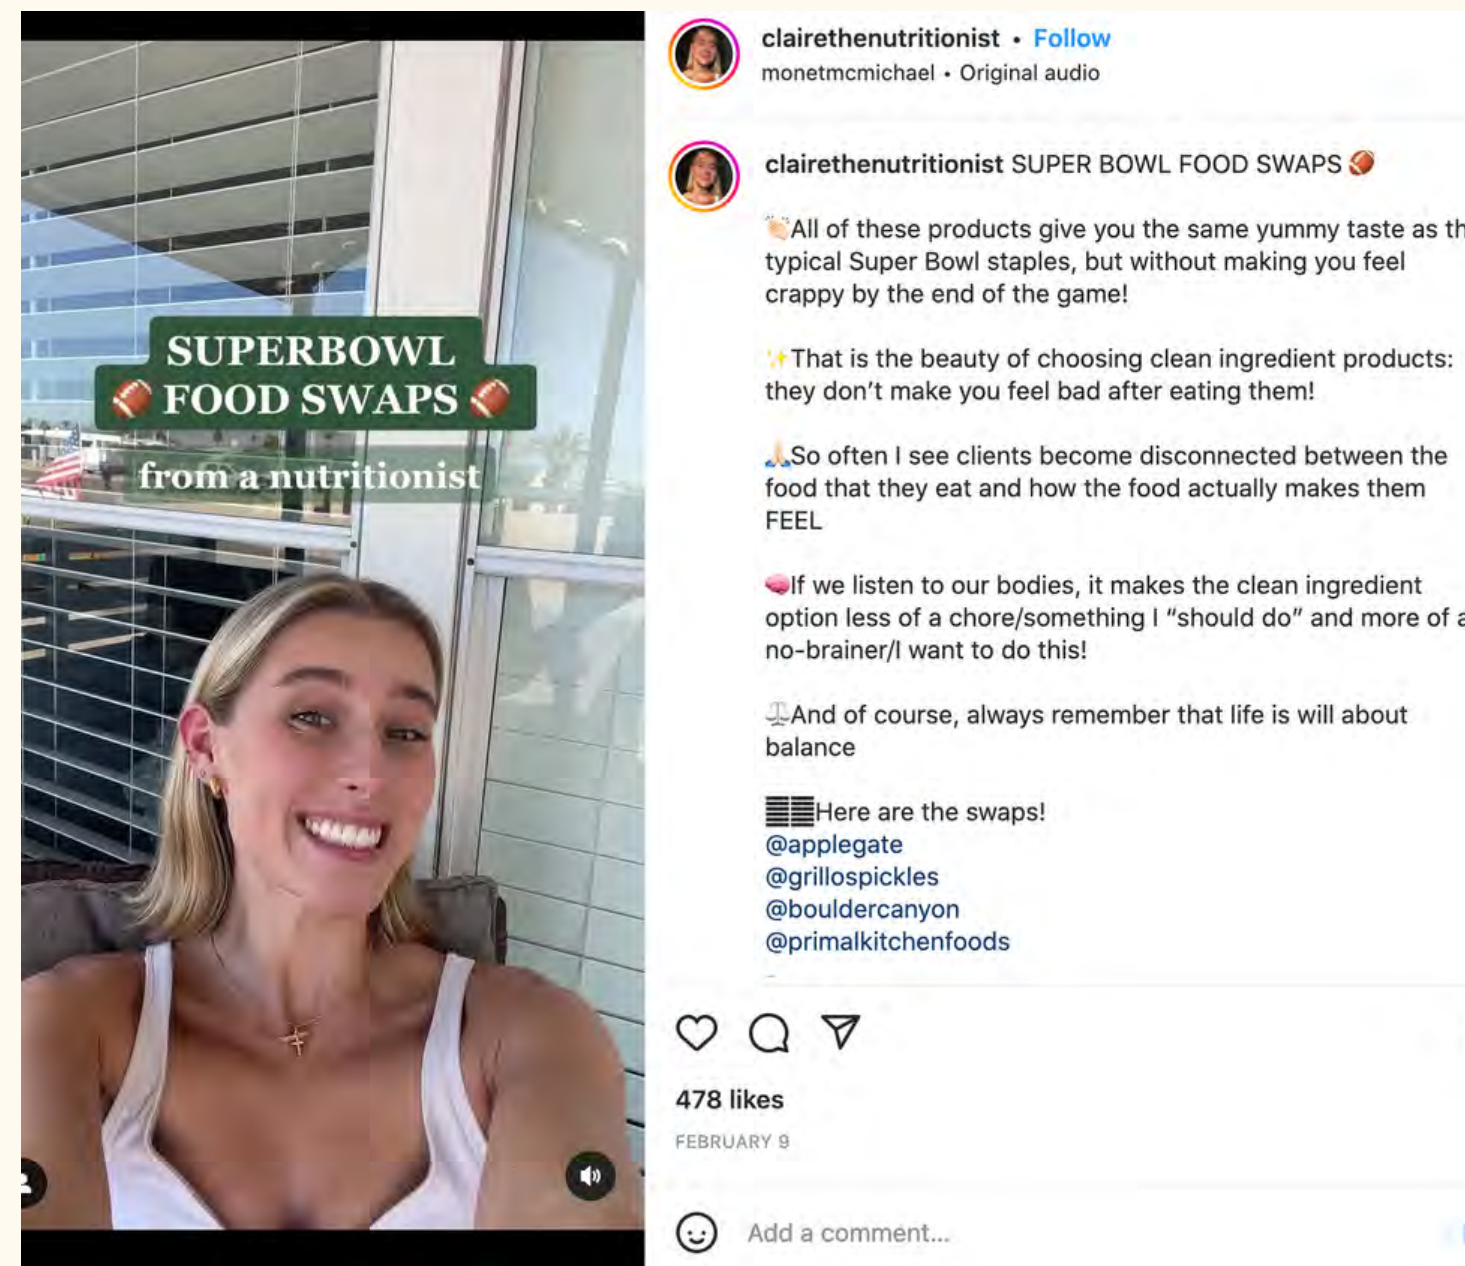 SUPERBOWL
🏈 FOOD SWAPS 🏈
from a nutritionist
clairethenutritionist • Follow
monetmcmichael • Original audio
clairethenutritionist SUPER BOWL FOOD SWAPS 🏈
👏🏻All of these products give you the same yummy taste as th
typical Super Bowl staples, but without making you feel
crappy by the end of the game!
✨That is the beauty of choosing clean ingredient products:
they don’t make you feel bad after eating them!
🙏🏻So often I see clients become disconnected between the
food that they eat and how the food actually makes them
FEEL
🧠If we listen to our bodies, it makes the clean ingredient
option less of a chore/something I “should do” and more of a
no-brainer/I want to do this!
⚖️And of course, always remember that life is will about
balance
Here are the swaps!
@applegate
@grillospickles
@bouldercanyon
@primalkitchenfoods
478 likes
FEBRUARY 9
Add a comment...